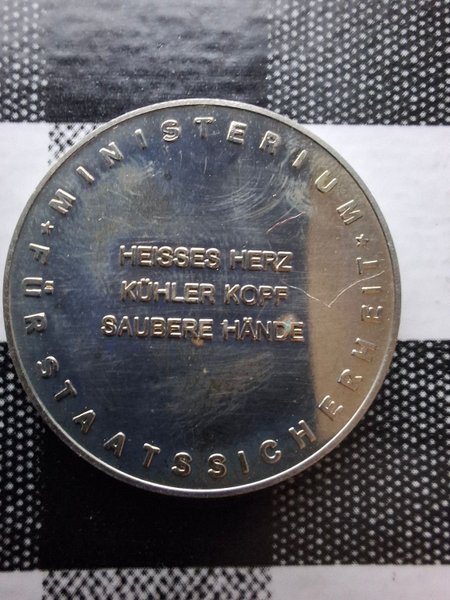 ★ MINISTERIUM ★
FÜR STAATSSICHERHEIT
HEISSES HERZ
KÜHLER KOPF
SAUBERE HÄNDE